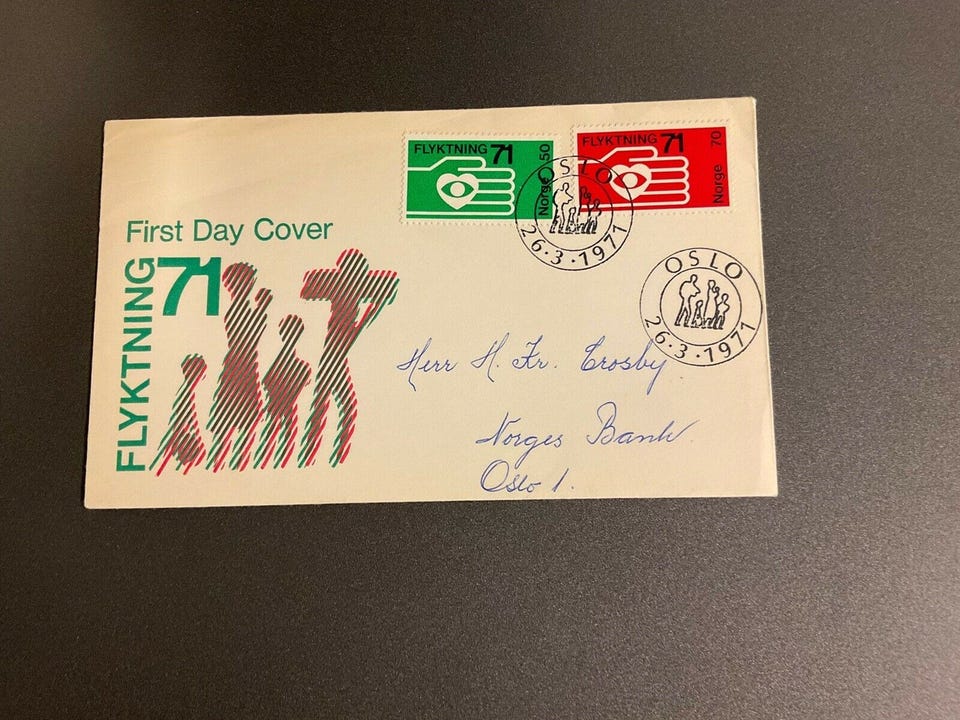 FLYKTNING 71
Norge 50
FLYKTNING 71
Norge 70
OSLO
26·3·1971
OSLO
26·3·1971
First Day Cover
FLYKTNING 71
Herr H. Fr. Crosby
Norges Bank.
Oslo 1.